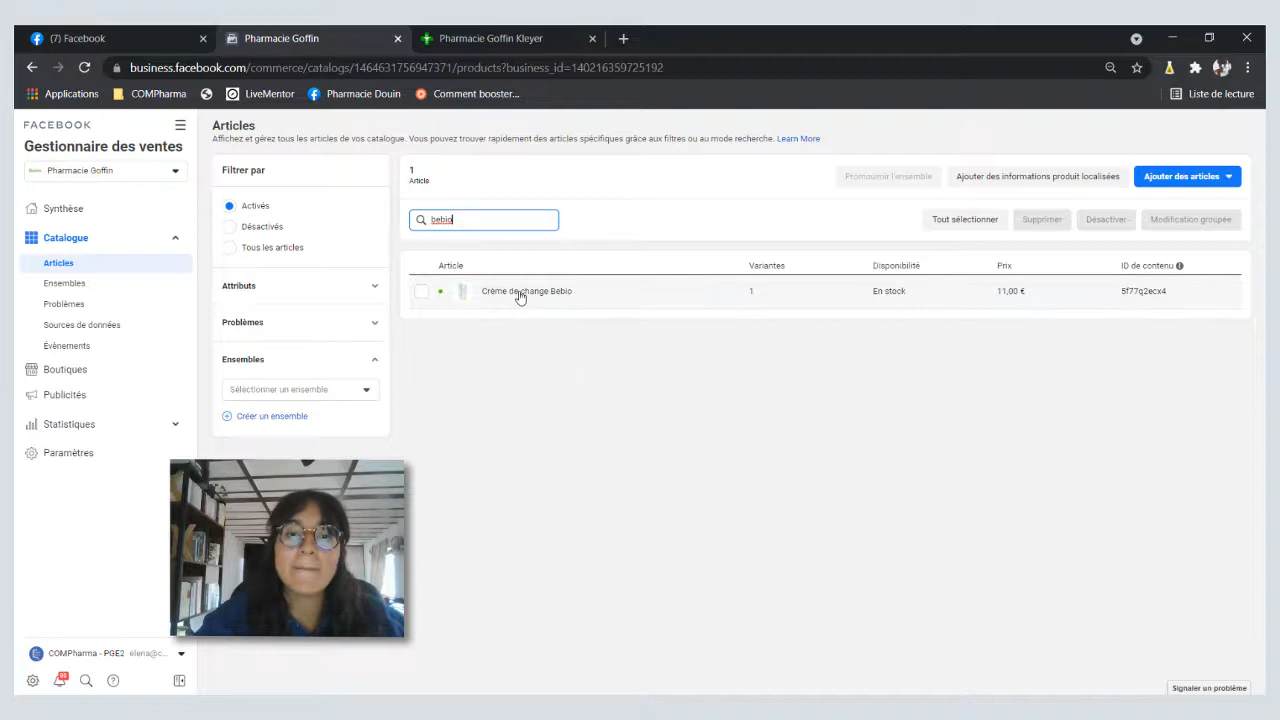 (7) Facebook
Pharmacie Goffin
Pharmacie Goffin Kleyer
business.facebook.com/commerce/catalogs/1464631756947371/products?business_id=140216359725192
Applications
COMPharma
LiveMentor
Pharmacie Douin
Comment booster...
Liste de lecture
FACEBOOK
Gestionnaire des ventes
Pharmacie Goffin
Synthèse
Catalogue
Articles
Ensembles
Problèmes
Sources de données
Évènements
Boutiques
Publicités
Statistiques
Paramètres
COMPharma - PGE2 elena@c...
Articles
Affichez et gérez tous les articles de vos catalogue. Vous pouvez trouver rapidement des articles spécifiques grâce aux filtres ou au mode recherche. Learn More
Filtrer par
Activés
Désactivés
Tous les articles
Attributs
Problèmes
Ensembles
Sélectionner un ensemble
Créer un ensemble
1
Article
Promouvoir l'ensemble
Ajouter des informations produit localisées
Ajouter des articles
bebio
Tout sélectionner
Supprimer
Désactiver
Modification groupée
Article Variantes Disponibilité Prix ID de contenu
Crème de change Bebio 1 En stock 11,00 € 5f77q2ecx4
Signaler un problème